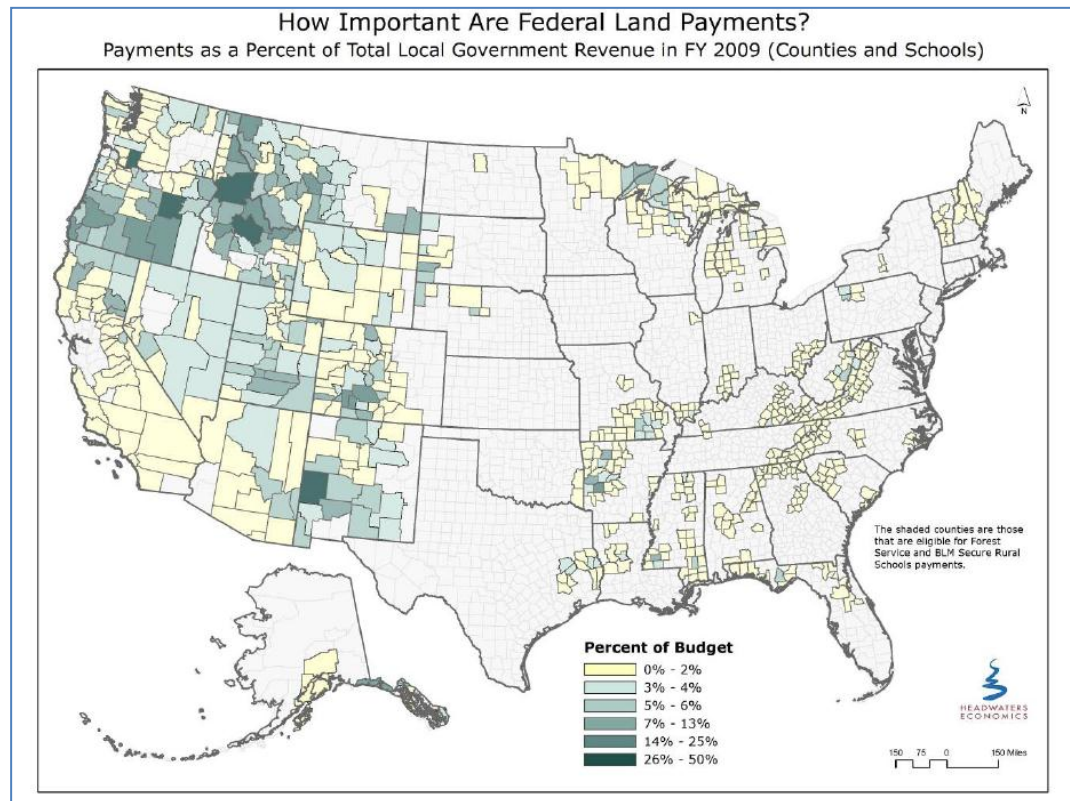 How Important Are Federal Land Payments?
Payments as a Percent of Total Local Government Revenue in FY 2009 (Counties and Schools)
N
The shaded counties are those
that are eligible for Forest
Service and BLM Secure Rural
Schools payments.
Percent of Budget
0% - 2%
3% - 4%
5% - 6%
7% - 13%
14% - 25%
26% - 50%
HEADWATERS
ECONOMICS
150 75 0 150 Miles